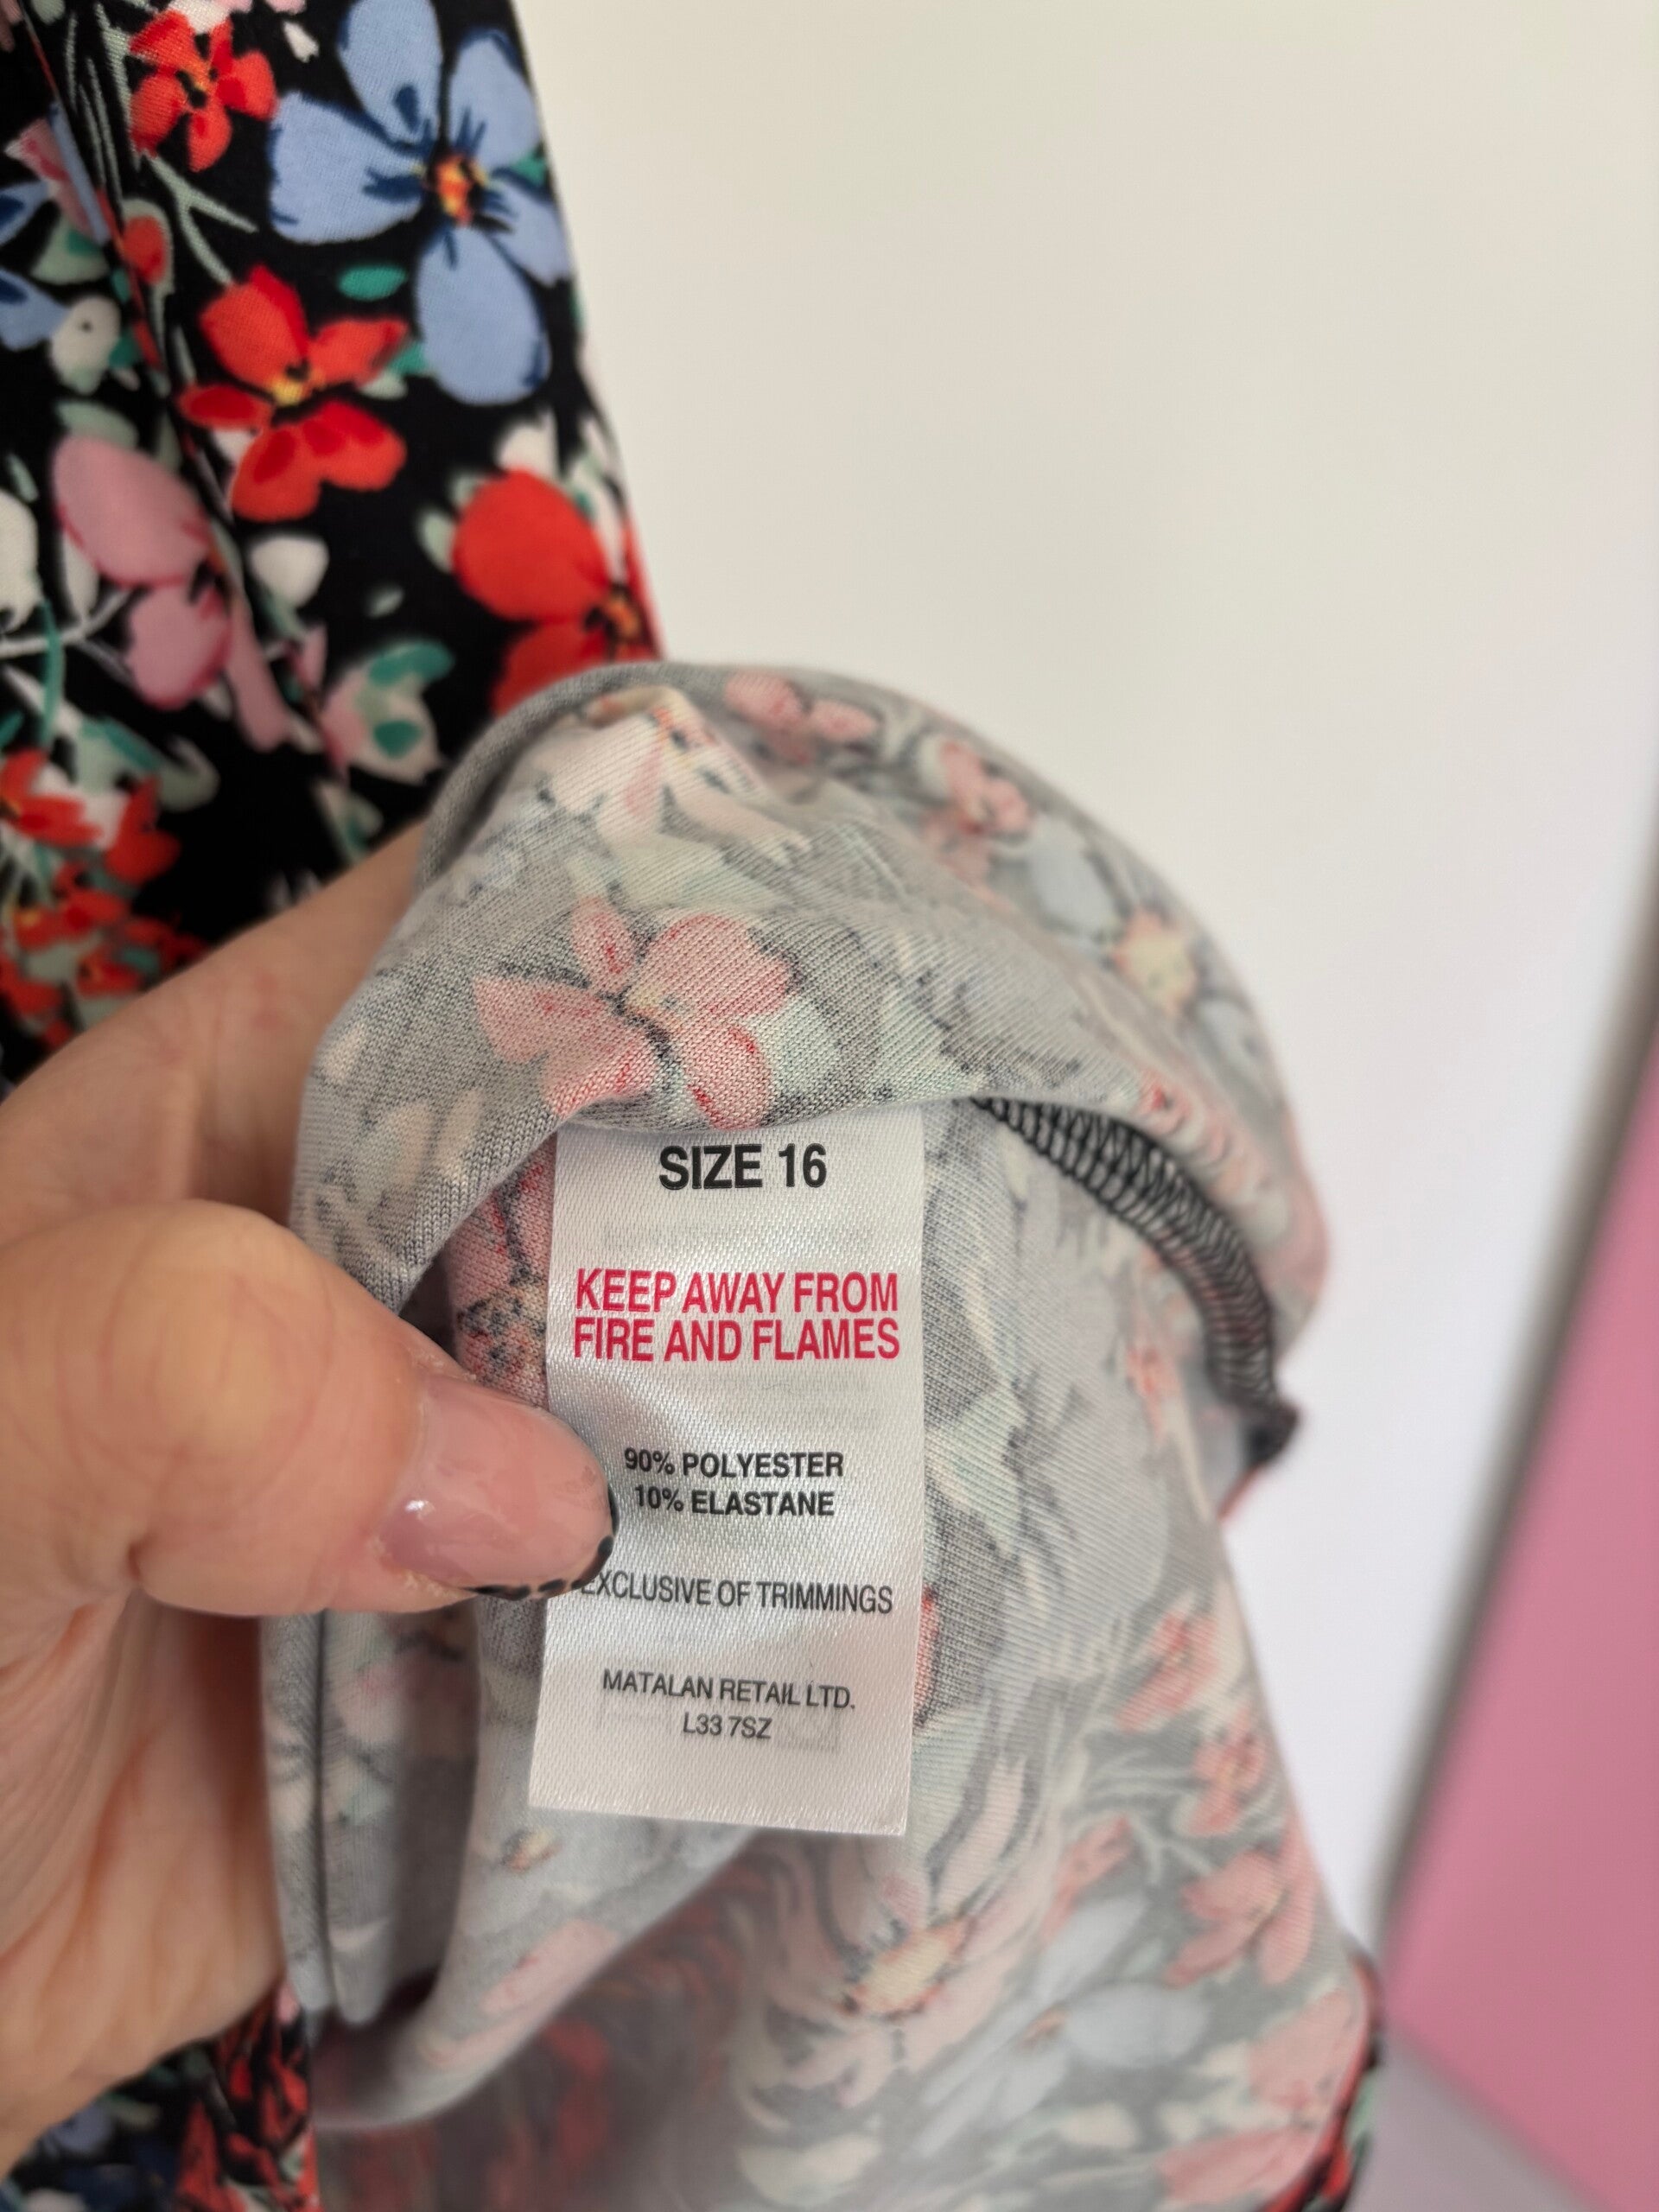 SIZE 16
KEEP AWAY FROM
FIRE AND FLAMES
90% POLYESTER
10% ELASTANE
EXCLUSIVE OF TRIMMINGS
MATALAN RETAIL LTD.
L33 7SZ